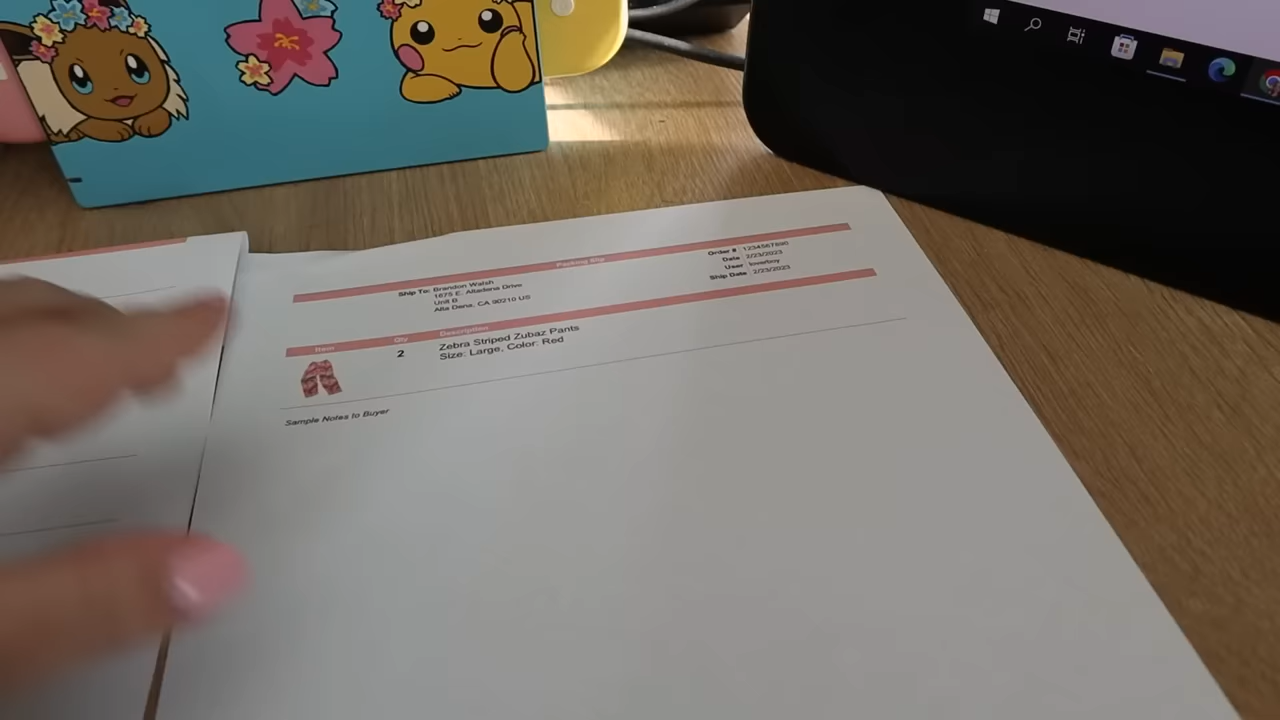 Packing Slip
Ship To: Brandon Walsh
1675 E. Altadena Drive
Unit B
Alta Dena, CA 90210 US
Order # 1234567890
Date 2/23/2023
User loverboy
Ship Date 2/23/2023
Item Qty Description
2 Zebra Striped Zubaz Pants
Size: Large, Color: Red
Sample Notes to Buyer